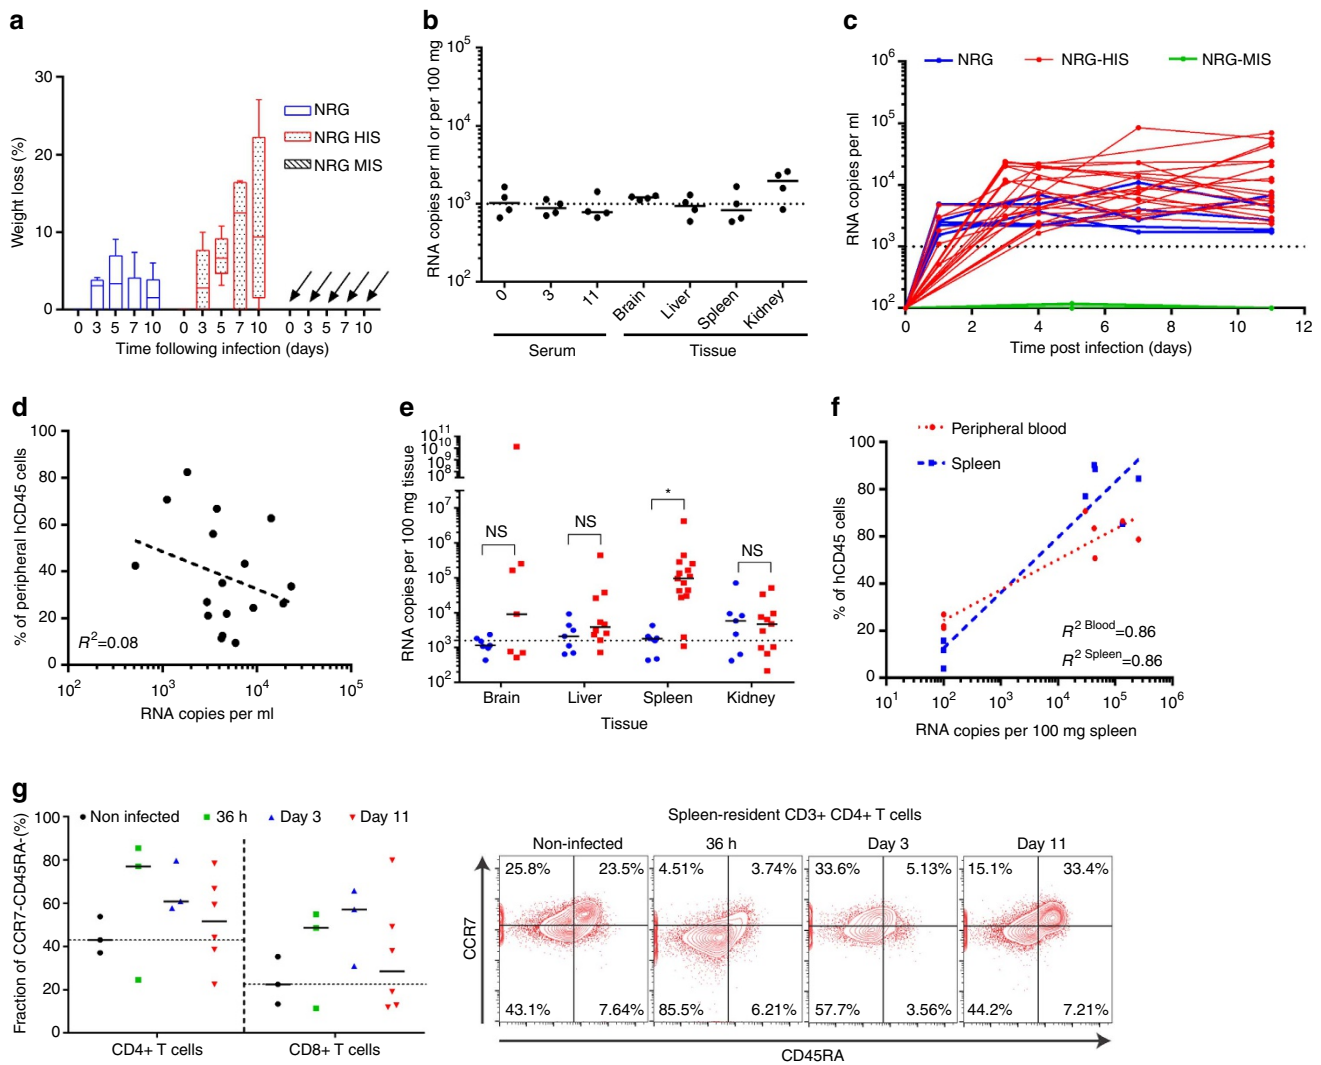 a
30
20
10
0
Weight loss (%)
NRG
NRG HIS
NRG MIS
0 3 5 7 10 0 3 5 7 10 0 3 5 7 10
Time following infection (days)
b
10^5
10^4
10^3
10^2
RNA copies per ml or per 100 mg
0 3 11 Brain Liver Spleen Kidney
Serum Tissue
c
NRG NRG-HIS NRG-MIS
10^6
10^5
10^4
10^3
10^2
RNA copies per ml
0 2 4 6 8 10 12
Time post infection (days)
d
100
80
60
40
20
0
% of peripheral hCD45 cells
R^2=0.08
10^2 10^3 10^4 10^5
RNA copies per ml
e
10^11
10^10
10^9
10^8
10^7
10^6
10^5
10^4
10^3
10^2
RNA copies per 100 mg tissue
NS NS * NS
Brain Liver Spleen Kidney
Tissue
f
Peripheral blood
Spleen
100
80
60
40
20
0
% of hCD45 cells
R^2 Blood=0.86
R^2 Spleen=0.86
10^1 10^2 10^3 10^4 10^5 10^6
RNA copies per 100 mg spleen
g
Non infected 36 h Day 3 Day 11
100
80
60
40
20
0
Fraction of CCR7-CD45RA-(%)
CD4+ T cells CD8+ T cells
Spleen-resident CD3+ CD4+ T cells
Non-infected 36 h Day 3 Day 11
25.8% 23.5% 4.51% 3.74% 33.6% 5.13% 15.1% 33.4%
CCR7
43.1% 7.64% 85.5% 6.21% 57.7% 3.56% 44.2% 7.21%
CD45RA